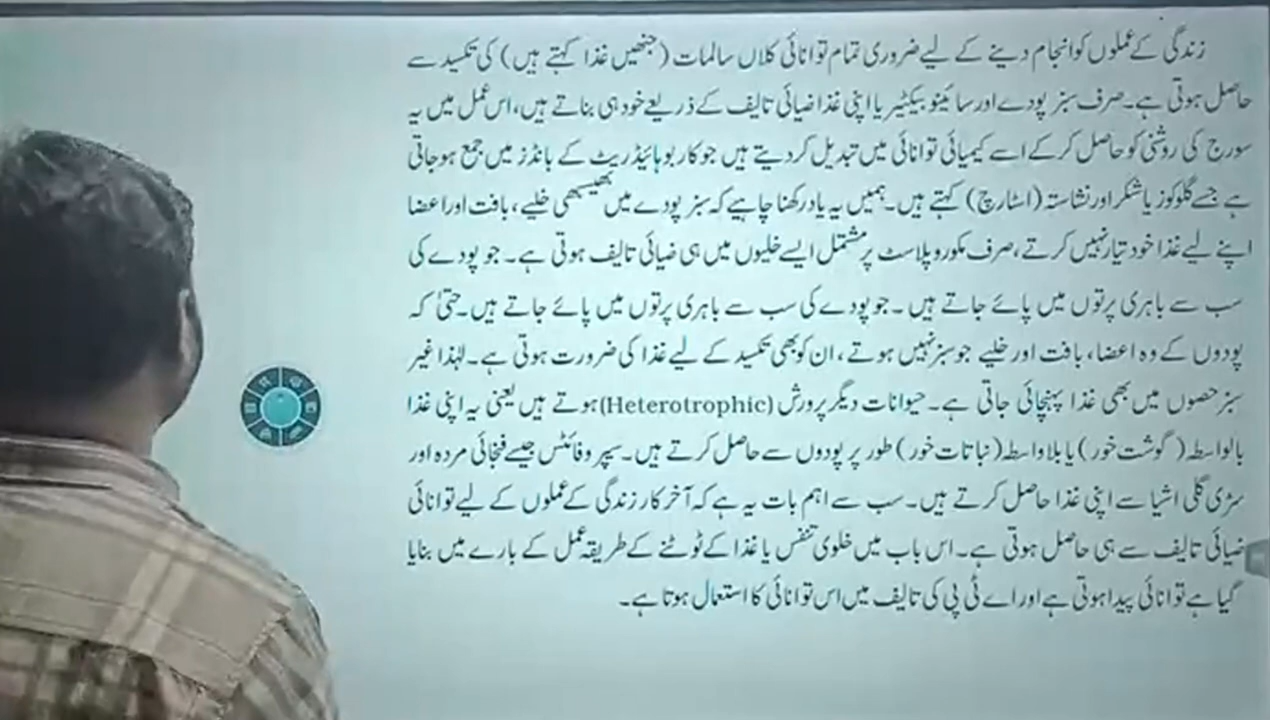 زندگی کے عملوں کو انجام دینے کے لیے ضروری تمام توانائی کلاں سالمات (جنھیں غذا کہتے ہیں) کی تکسید سے
حاصل ہوتی ہے۔ صرف سبز پودے اور سائینو بیکٹیریا اپنی غذا ضیائی تالیف کے ذریعے خود ہی بناتے ہیں، اس عمل میں یہ
سورج کی روشنی کو حاصل کرکے اسے کیمیائی توانائی میں تبدیل کردیتے ہیں جو کاربوہائیڈریٹ کے بانڈز میں جمع ہوجاتی
ہے جسے گلوکوز یا شکر اور نشاستہ (اسٹارچ) کہتے ہیں۔ ہمیں یہ یاد رکھنا چاہیے کہ سبز پودے میں بھی سبھی خلیے، بافت اور اعضا
اپنے لیے غذا خود تیار نہیں کرتے، صرف مکوروپلاسٹ پر مشتمل ایسے خلیوں میں ہی ضیائی تالیف ہوتی ہے۔ جو پودے کی
سب سے باہری پرتوں میں پائے جاتے ہیں۔ جو پودے کی سب سے باہری پرتوں میں پائے جاتے ہیں۔ حتیٰ کہ
پودوں کے وہ اعضا، بافت اور خلیے جو سبز نہیں ہوتے، ان کو بھی تکسید کے لیے غذا کی ضرورت ہوتی ہے۔ لہٰذا غیر
سبز حصوں میں بھی غذا پہنچائی جاتی ہے۔ حیوانات دیگر پرورش (Heterotrophic) ہوتے ہیں یعنی یہ اپنی غذا
بالواسطہ (گوشت خور) یا بلاواسطہ (نباتات خور) طور پر پودوں سے حاصل کرتے ہیں۔ سیپروفائٹس جیسے فنجائی مردہ اور
سڑی گلی اشیا سے اپنی غذا حاصل کرتے ہیں۔ سب سے اہم بات یہ ہے کہ آخر کار زندگی کے عملوں کے لیے توانائی
ضیائی تالیف سے ہی حاصل ہوتی ہے۔ اس باب میں خلوی تنفس یا غذا کے ٹوٹنے کے طریقہ عمل کے بارے میں بنایا
گیا ہے توانائی پیدا ہوتی ہے اور اے ٹی پی کی تالیف میں اس توانائی کا استعمال ہوتا ہے۔